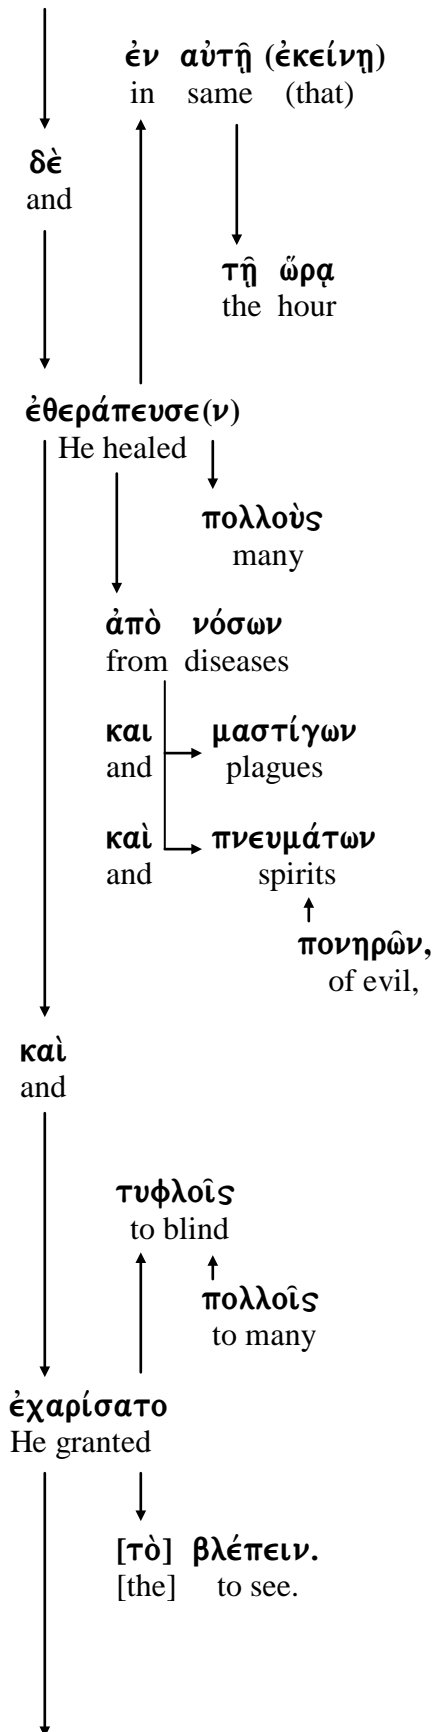 ἐν αὐτῇ (ἐκείνῃ)
in same (that)
δὲ
and
τῇ ὥρᾳ
the hour
ἐθεράπευσε(ν)
He healed
πολλοὺς
many
ἀπὸ νόσων
from diseases
και μαστίγων
and plagues
καὶ πνευμάτων
and spirits
πονηρῶν,
of evil,
καὶ
and
τυφλοῖς
to blind
πολλοῖς
to many
ἐχαρίσατο
He granted
[τὸ] βλέπειν.
[the] to see.